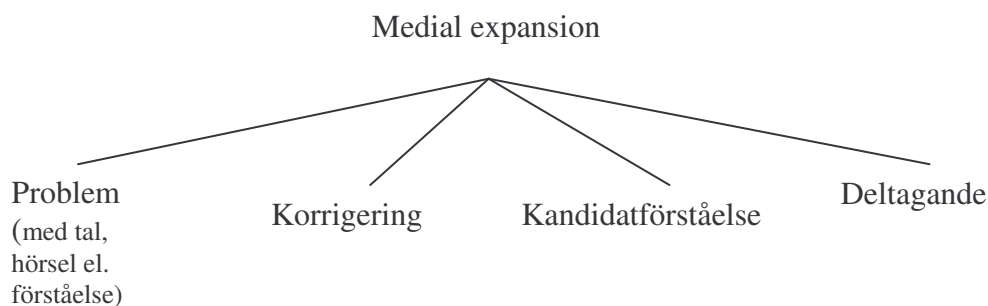 Medial expansion
Problem
(med tal,
hörsel el.
förståelse)
Korrigering
Kandidatförståelse
Deltagande